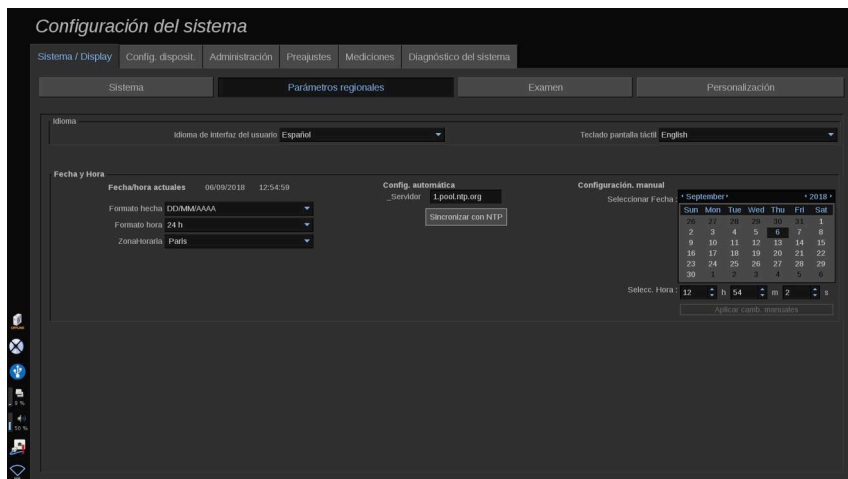 Configuración del sistema
Sistema / Display Config. disposit. Administración Preajustes Mediciones Diagnóstico del sistema
Sistema Parámetros regionales Examen Personalización
Idioma
Idioma de interfaz del usuario Español Teclado pantalla táctil English
Fecha y Hora
Fecha/hora actuales 06/09/2018 12:54:59 Config. automática Configuración. manual
_Servidor 1.pool.ntp.org Seleccionar Fecha : September 2018
Formato hecha DD/MM/AAAA Sincronizar con NTP Sun Mon Tue Wed Thu Fri Sat
26 27 28 29 30 31 1
Formato hora 24 h 2 3 4 5 6 7 8
ZonaHoraria Paris 9 10 11 12 13 14 15
16 17 18 19 20 21 22
23 24 25 26 27 28 29
30 1 2 3 4 5 6
Selecc. Hora : 12 h 54 m 2 s
Aplicar camb. manuales
OFFLINE
9 %
50 %